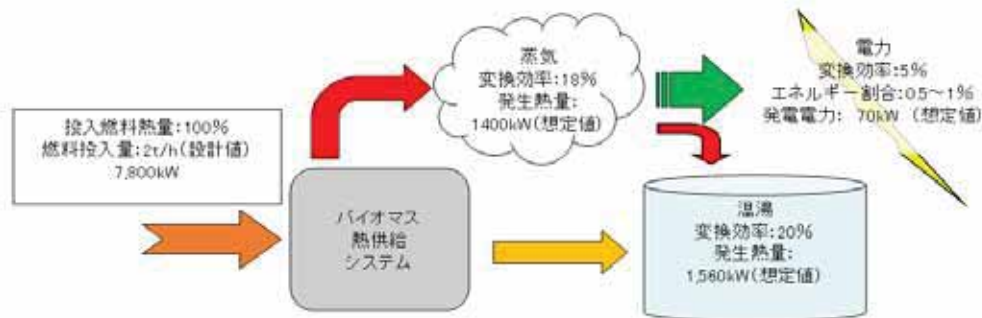 投入燃料熱量:100%
燃料投入量:2t/h(設計値)
7,800kW
バイオマス
熱供給
システム
蒸気
変換効率:18%
発生熱量:
1400kW(想定値)
電力
変換効率:5%
エネルギー割合:0.5~1%
発電電力: 70kW (想定値)
温湯
変換効率:20%
発生熱量:
1,560kW(想定値)